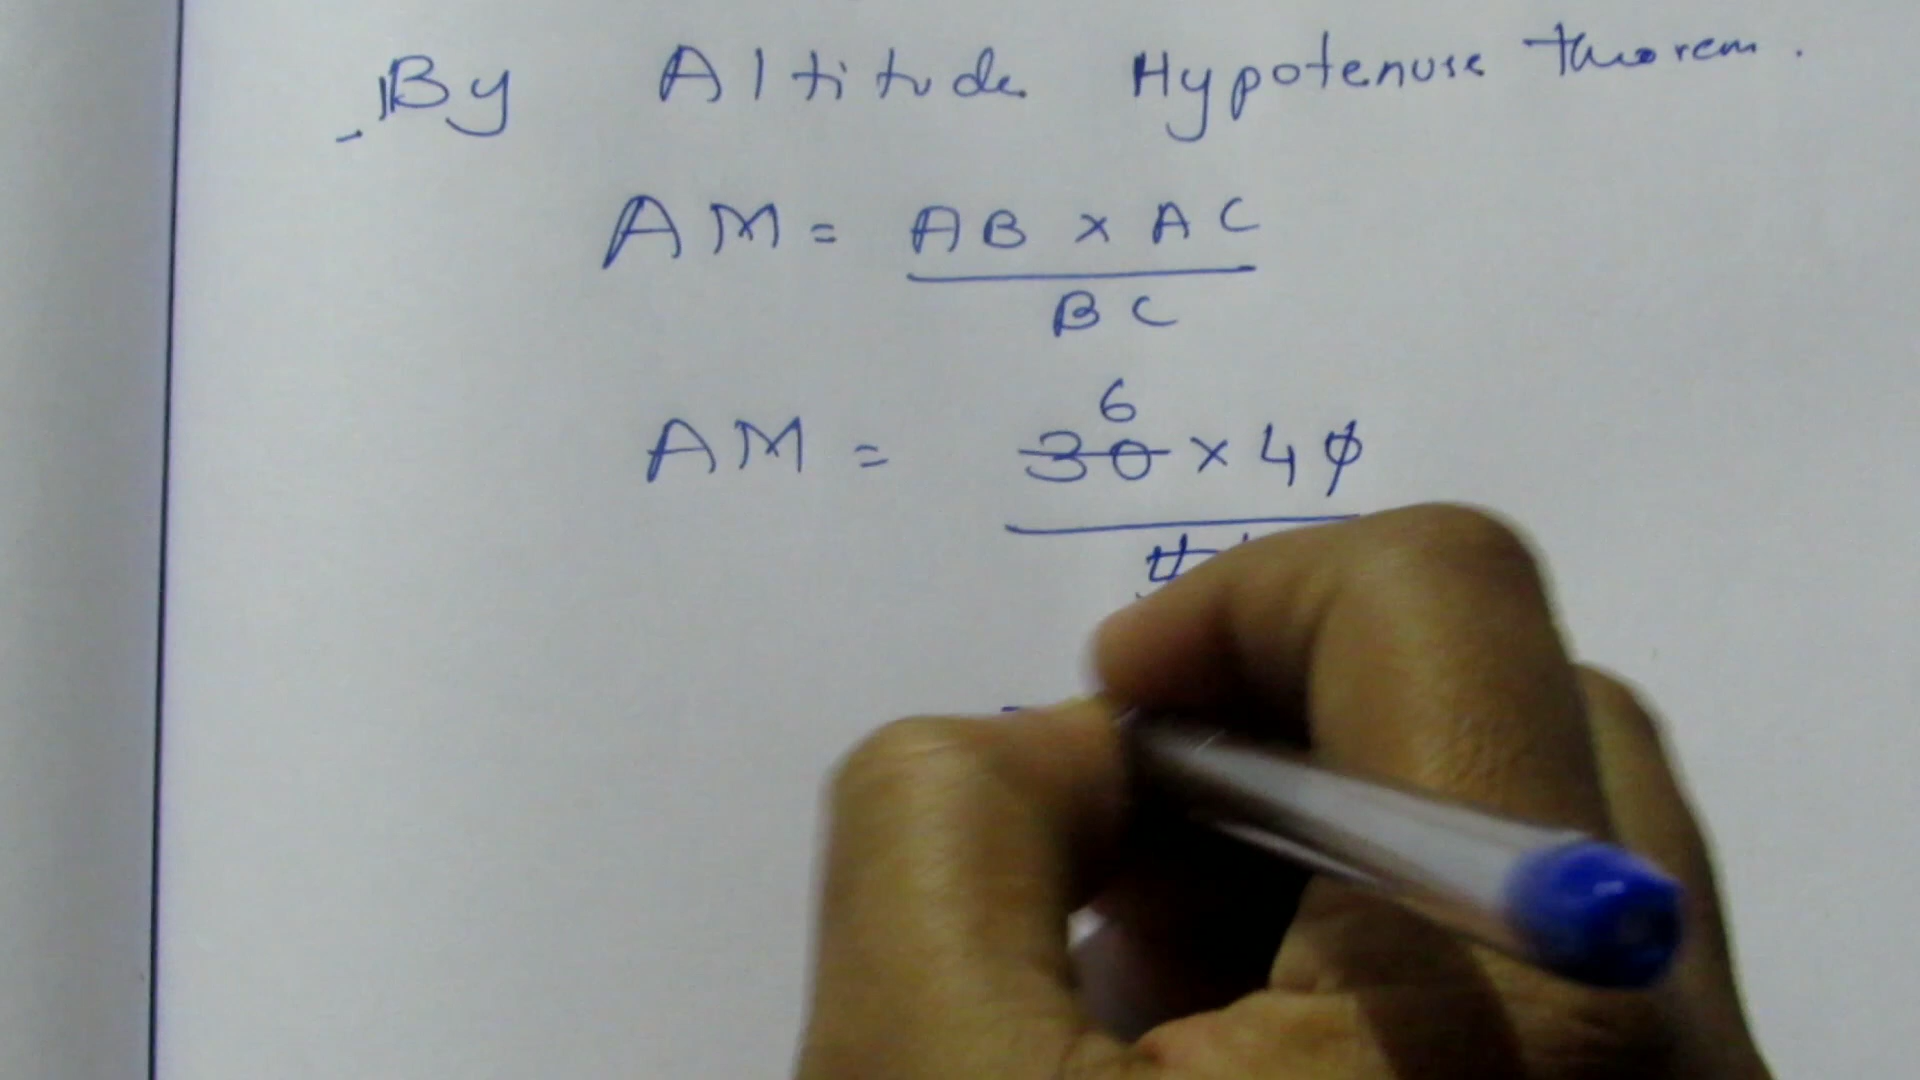 By Altitude Hypotenuse theorem.
AM = AB x AC
BC
6
AM = 30 x 40